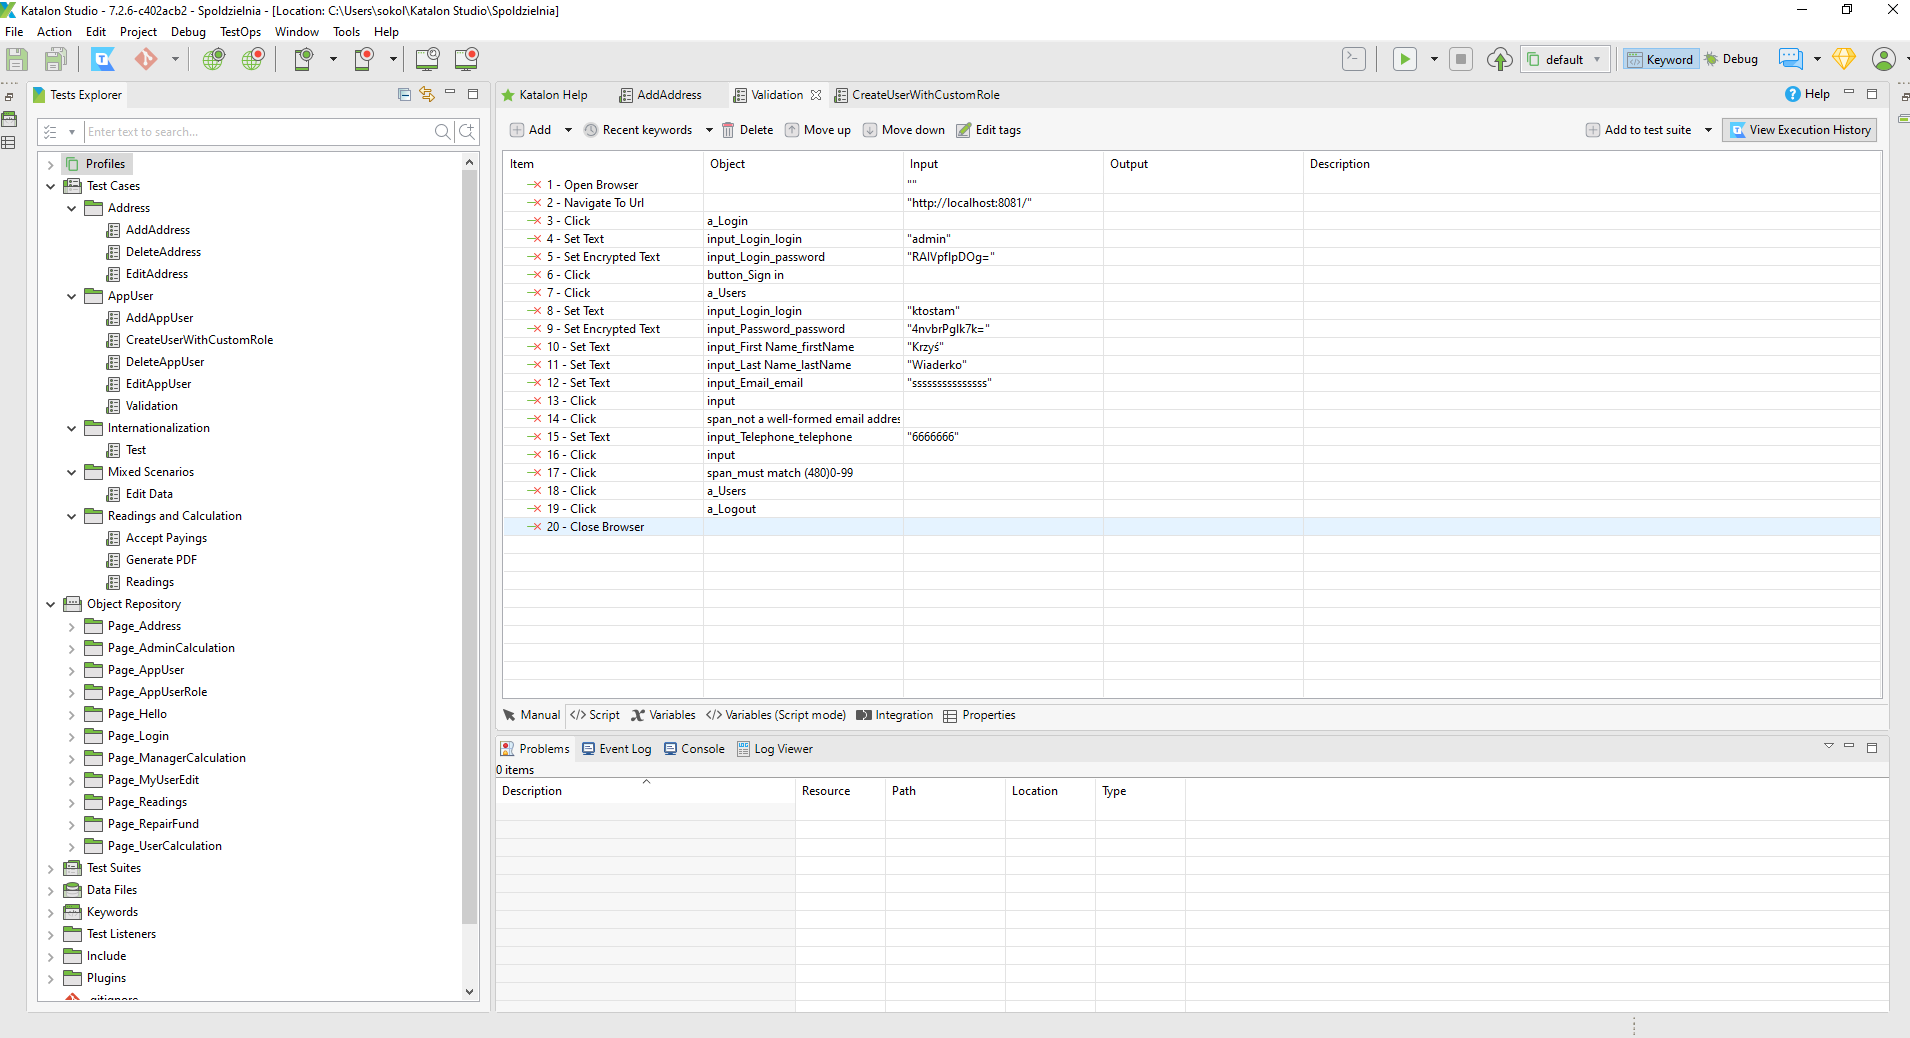 Katalon Studio - 7.2.6-c402acb2 - Spoldzielnia - [Location: C:\Users\sokol\Katalon Studio\Spoldzielnia]
File Action Edit Project Debug TestOps Window Tools Help
default Keyword Debug
Tests Explorer
Enter text to search...
Profiles
Test Cases
Address
AddAddress
DeleteAddress
EditAddress
AppUser
AddAppUser
CreateUserWithCustomRole
DeleteAppUser
EditAppUser
Validation
Internationalization
Test
Mixed Scenarios
Edit Data
Readings and Calculation
Accept Payings
Generate PDF
Readings
Object Repository
Page_Address
Page_AdminCalculation
Page_AppUser
Page_AppUserRole
Page_Hello
Page_Login
Page_ManagerCalculation
Page_MyUserEdit
Page_Readings
Page_RepairFund
Page_UserCalculation
Test Suites
Data Files
Keywords
Test Listeners
Include
Plugins
.gitignore
Katalon Help AddAddress Validation CreateUserWithCustomRole Help
Add Recent keywords Delete Move up Move down Edit tags Add to test suite View Execution History
Item Object Input Output Description
1 - Open Browser ""
2 - Navigate To Url "http://localhost:8081/"
3 - Click a_Login
4 - Set Text input_Login_login "admin"
5 - Set Encrypted Text input_Login_password
6 - Click button_Sign in
7 - Click a_Users
8 - Set Text input_Login_login "ktostam"
9 - Set Encrypted Text input_Password_password
10 - Set Text input_First Name_firstName "Krzyś"
11 - Set Text input_Last Name_lastName "Wiaderko"
12 - Set Text input_Email_email "sssssssssssssss"
13 - Click input
14 - Click span_not a well-formed email addres
15 - Set Text input_Telephone_telephone "6666666"
16 - Click input
17 - Click span_must match (480)0-99
18 - Click a_Users
19 - Click a_Logout
20 - Close Browser
Manual Script Variables Variables (Script mode) Integration Properties
Problems Event Log Console Log Viewer
0 items
Description Resource Path Location Type